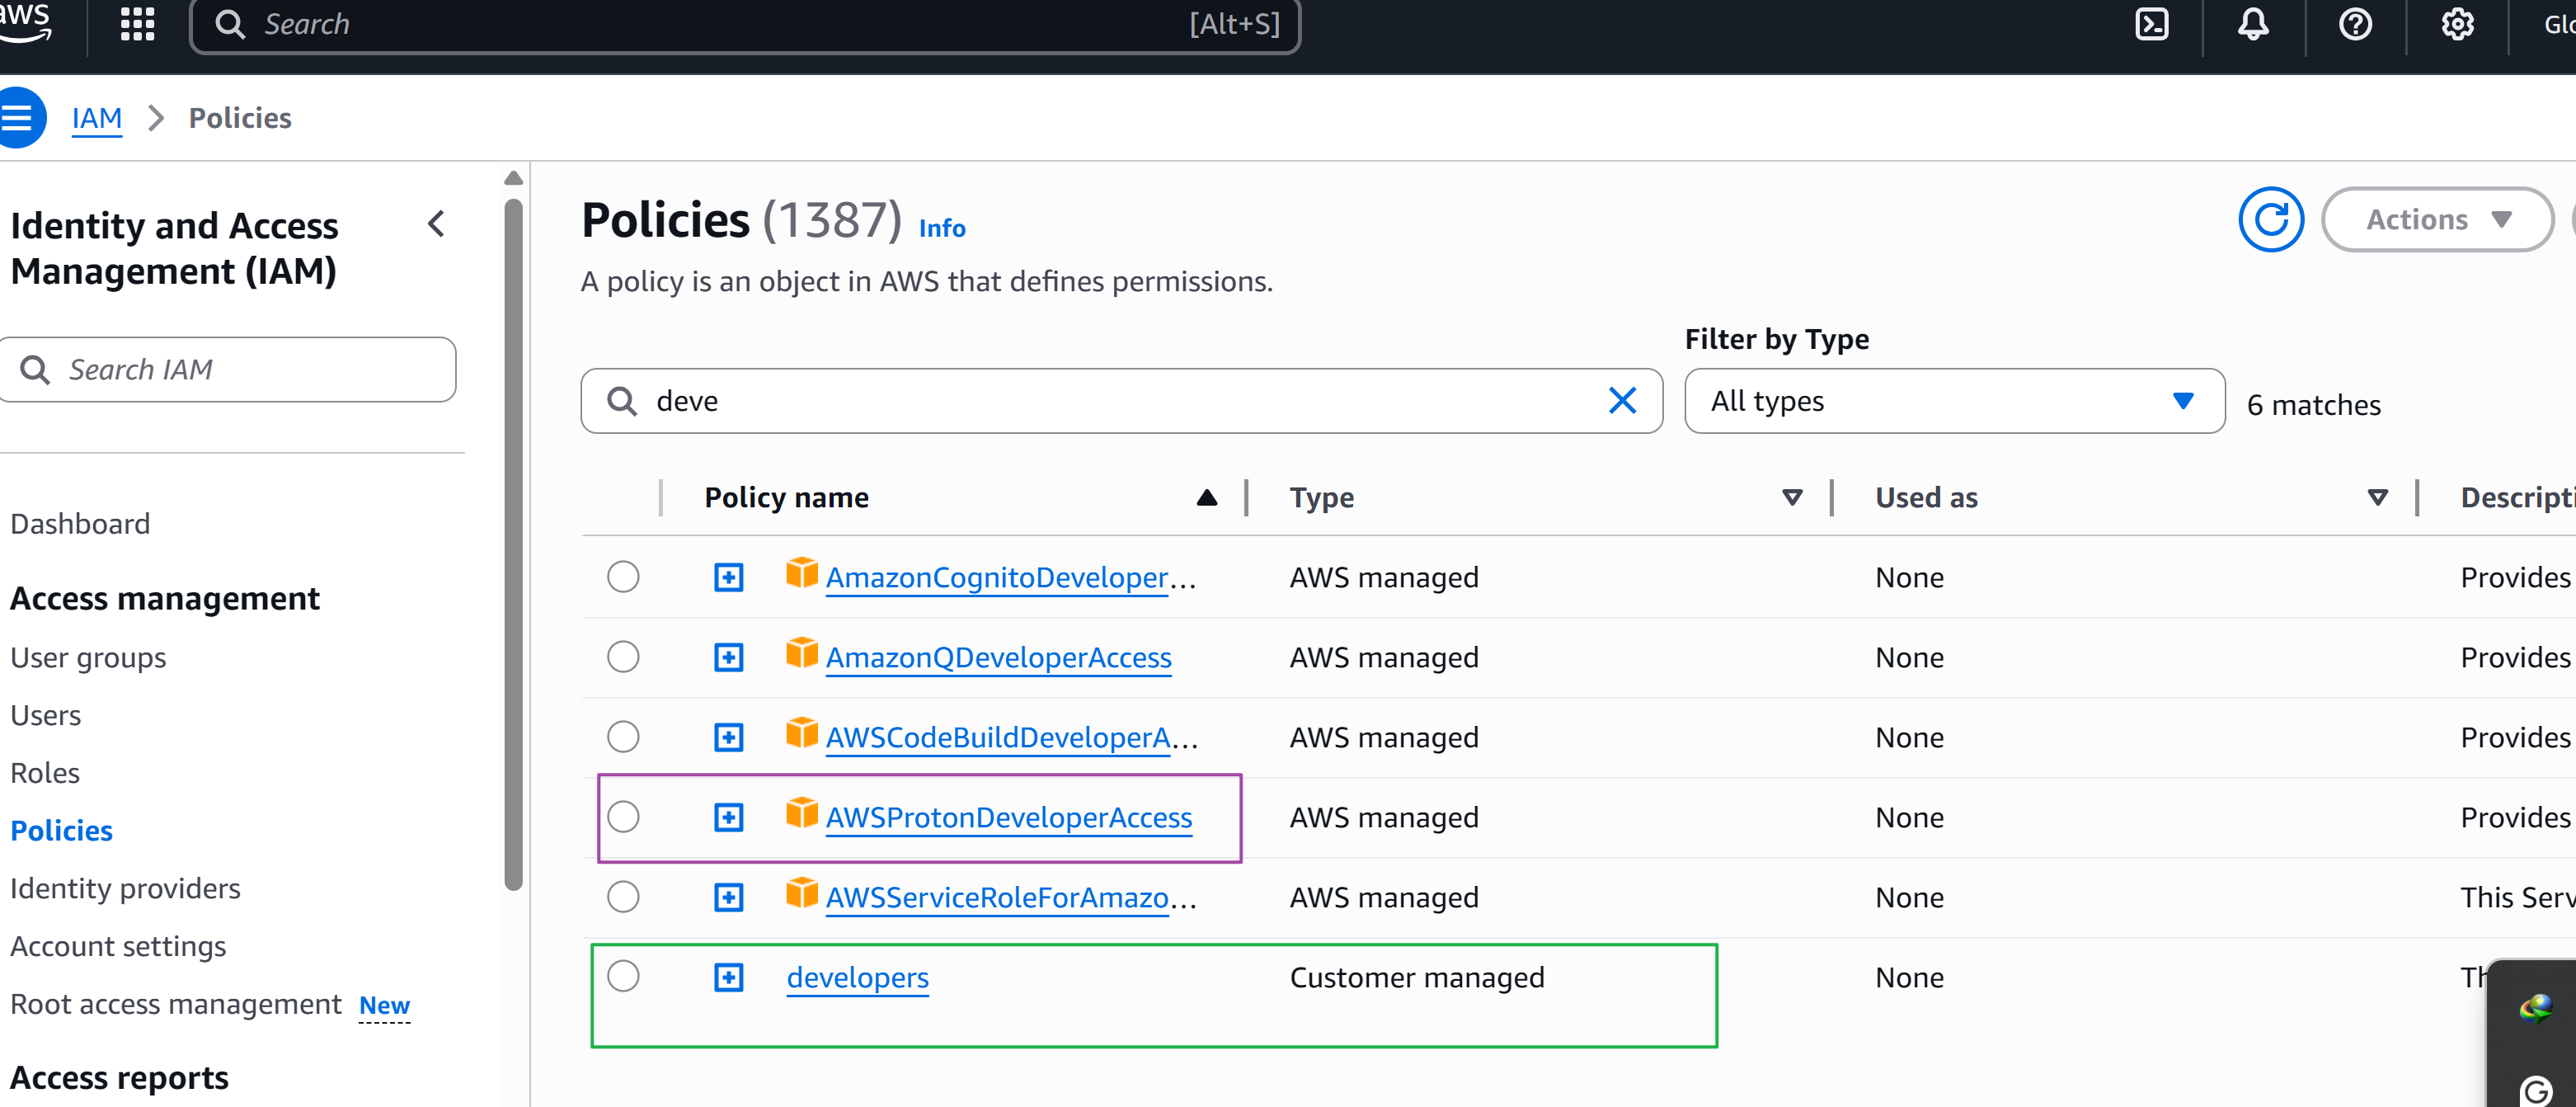 aws
Search [Alt+S]
IAM > Policies
Identity and Access
Management (IAM)
Search IAM
Dashboard
Access management
User groups
Users
Roles
Policies
Identity providers
Account settings
Root access management New
Access reports
Policies (1387) Info
A policy is an object in AWS that defines permissions.
Actions
Filter by Type
deve
All types
6 matches
Policy name Type Used as
AmazonCognitoDeveloper... AWS managed None Provides
AmazonQDeveloperAccess AWS managed None Provides
AWSCodeBuildDeveloperA... AWS managed None Provides
AWSProtonDeveloperAccess AWS managed None Provides
AWSServiceRoleForAmazo... AWS managed None This
developers Customer managed None